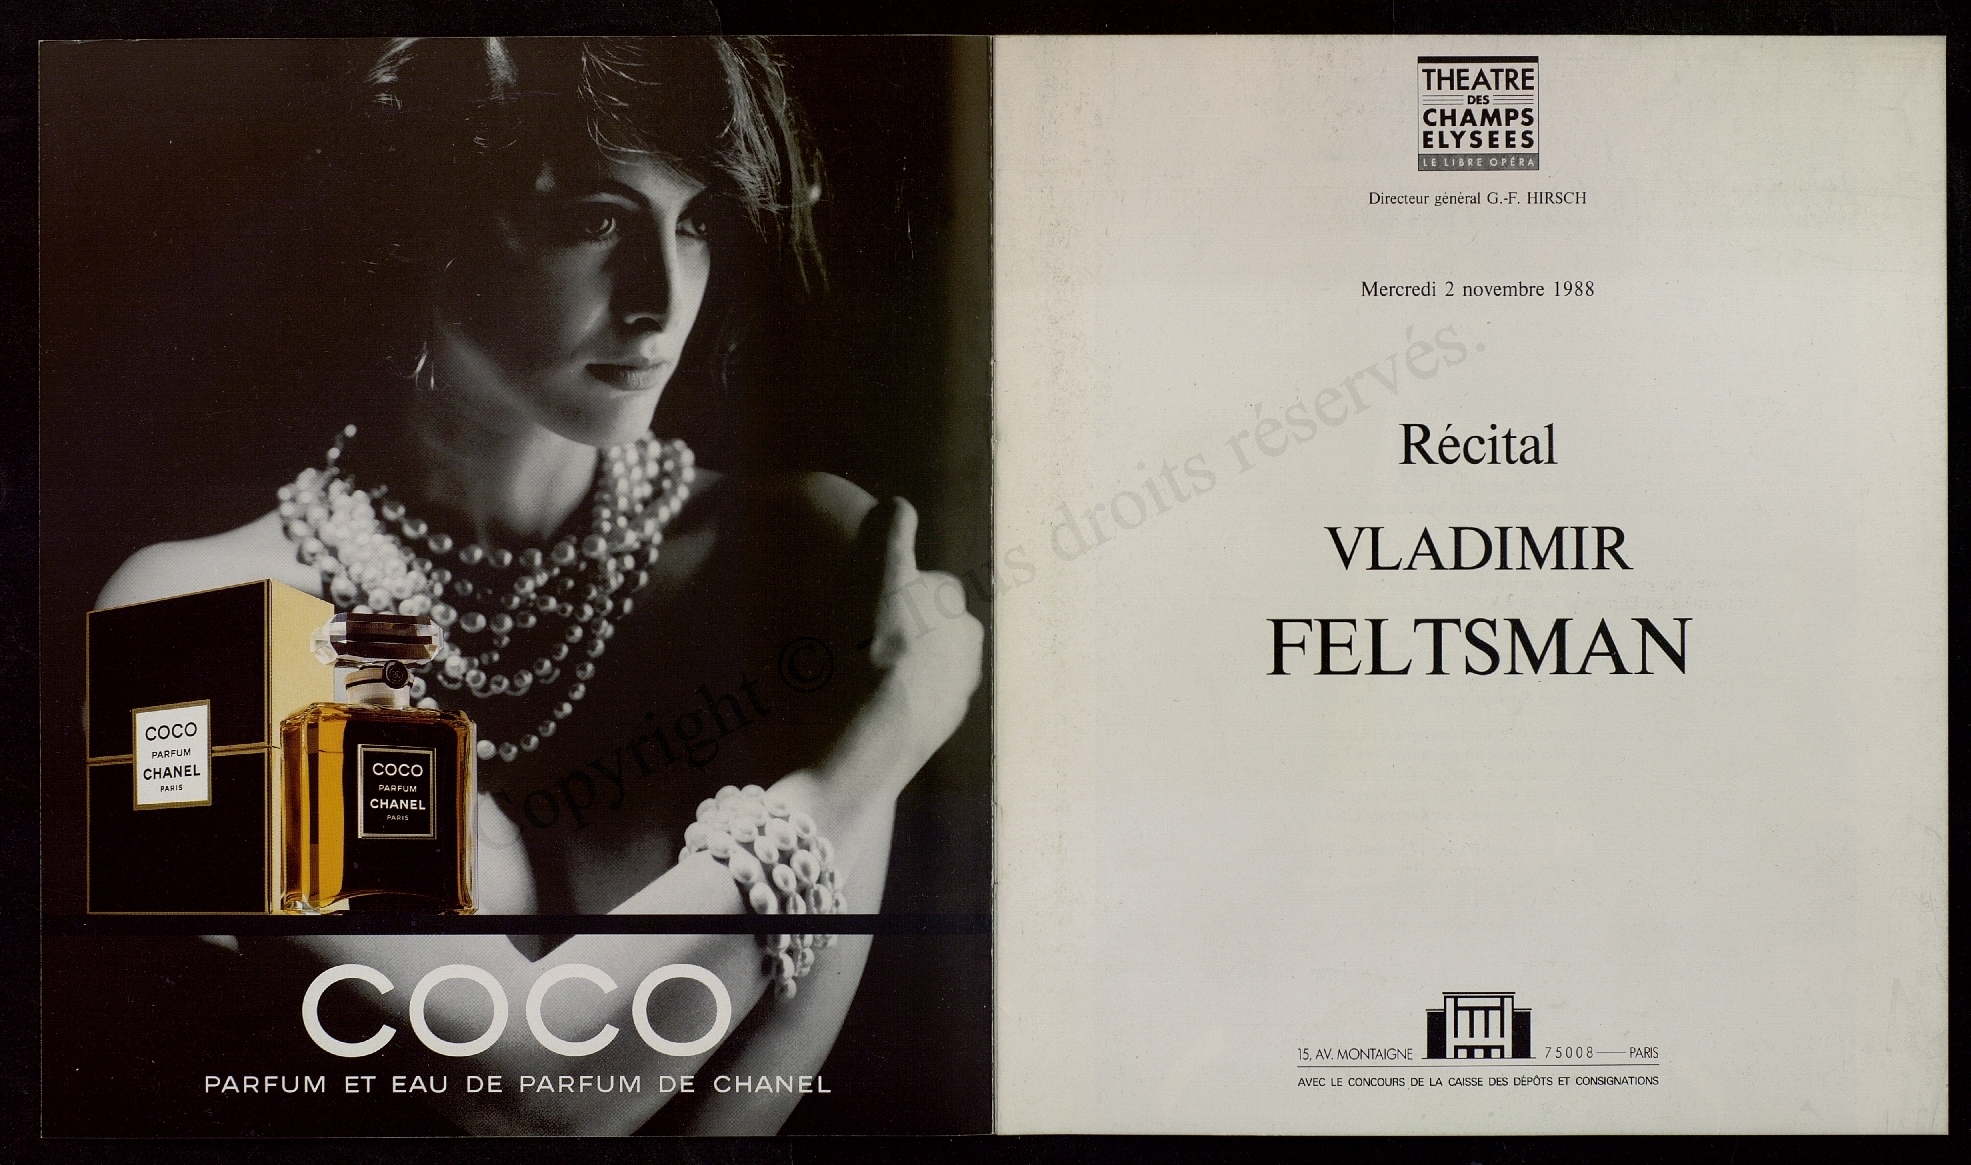 COCO
PARFUM
CHANEL
PARIS
COCO
PARFUM
CHANEL
PARIS
COCO
PARFUM ET EAU DE PARFUM DE CHANEL
THEATRE
DES
CHAMPS
ELYSEES
LE LIBRE OPÉRA
Directeur général G.-F. HIRSCH
Mercredi 2 novembre 1988
Récital
VLADIMIR
FELTSMAN
15, AV. MONTAIGNE 75008 — PARIS
AVEC LE CONCOURS DE LA CAISSE DES DÉPÔTS ET CONSIGNATIONS
Copyright © - Tous droits réservés.